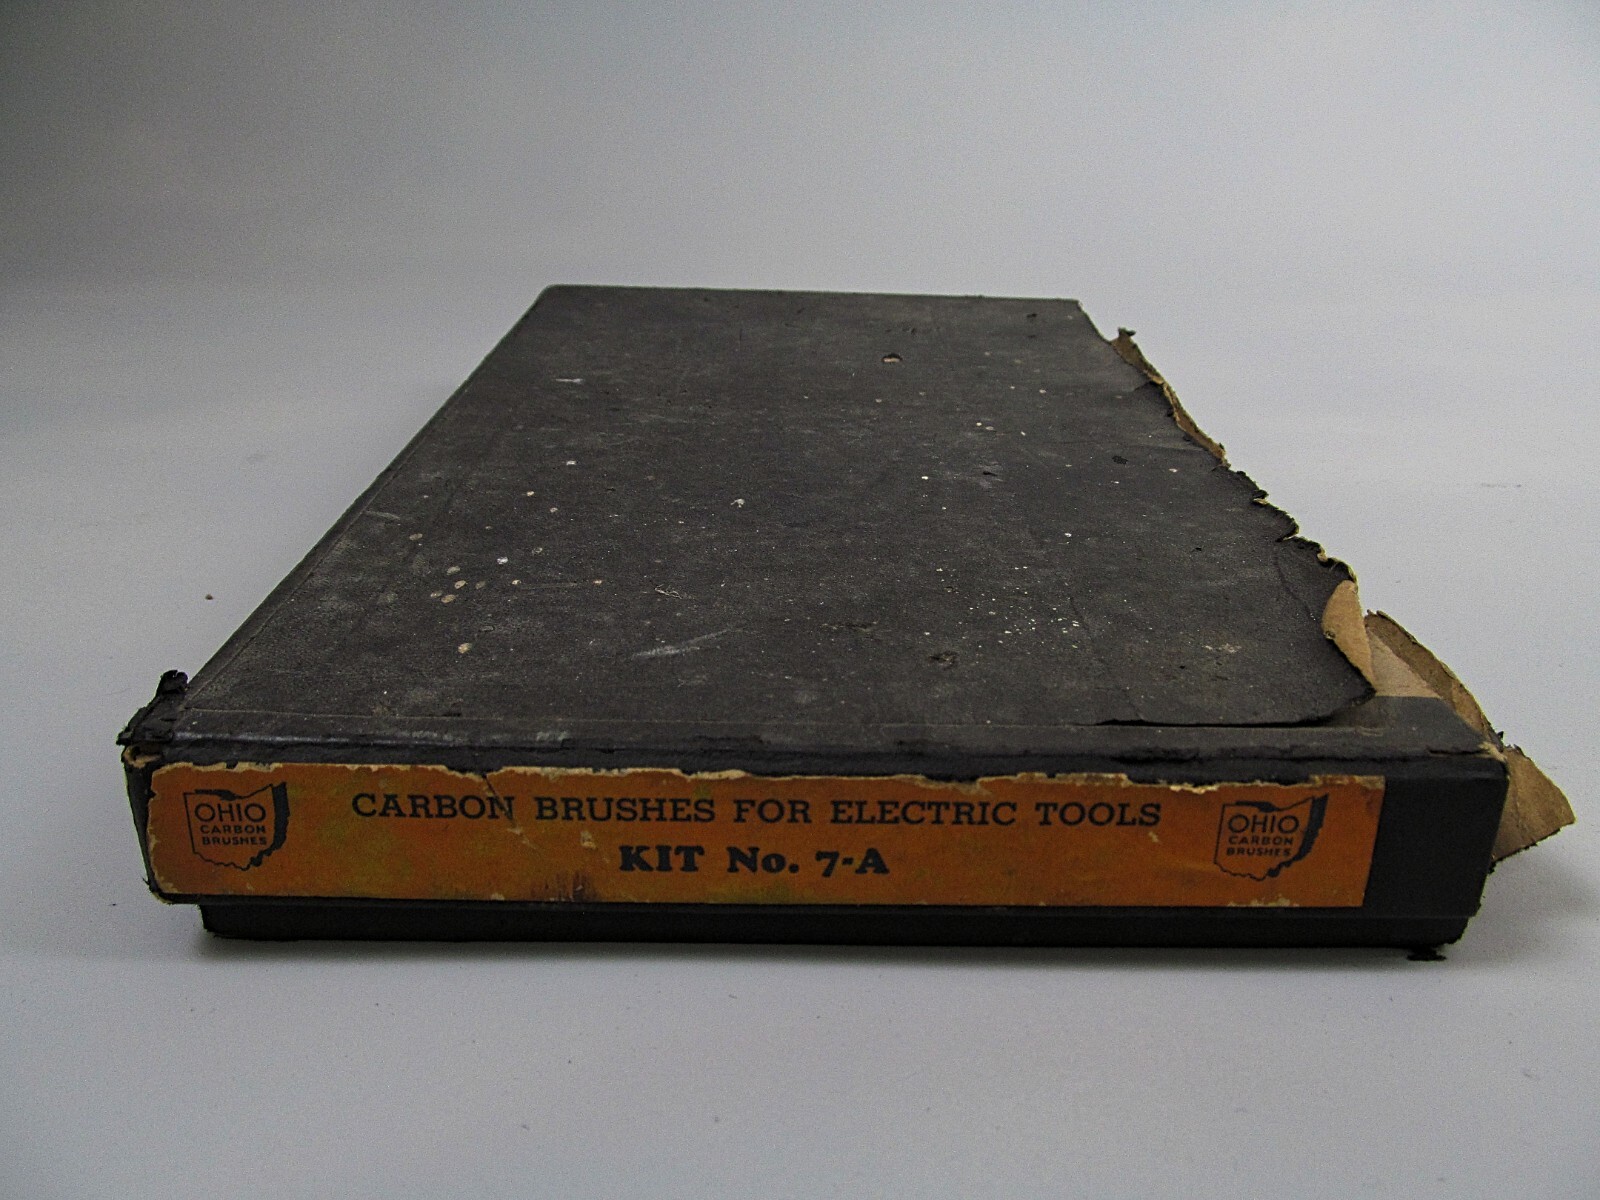 OHIO
CARBON
BRUSHES
CARBON BRUSHES FOR ELECTRIC TOOLS
KIT No. 7-A
OHIO
CARBON
BRUSHES